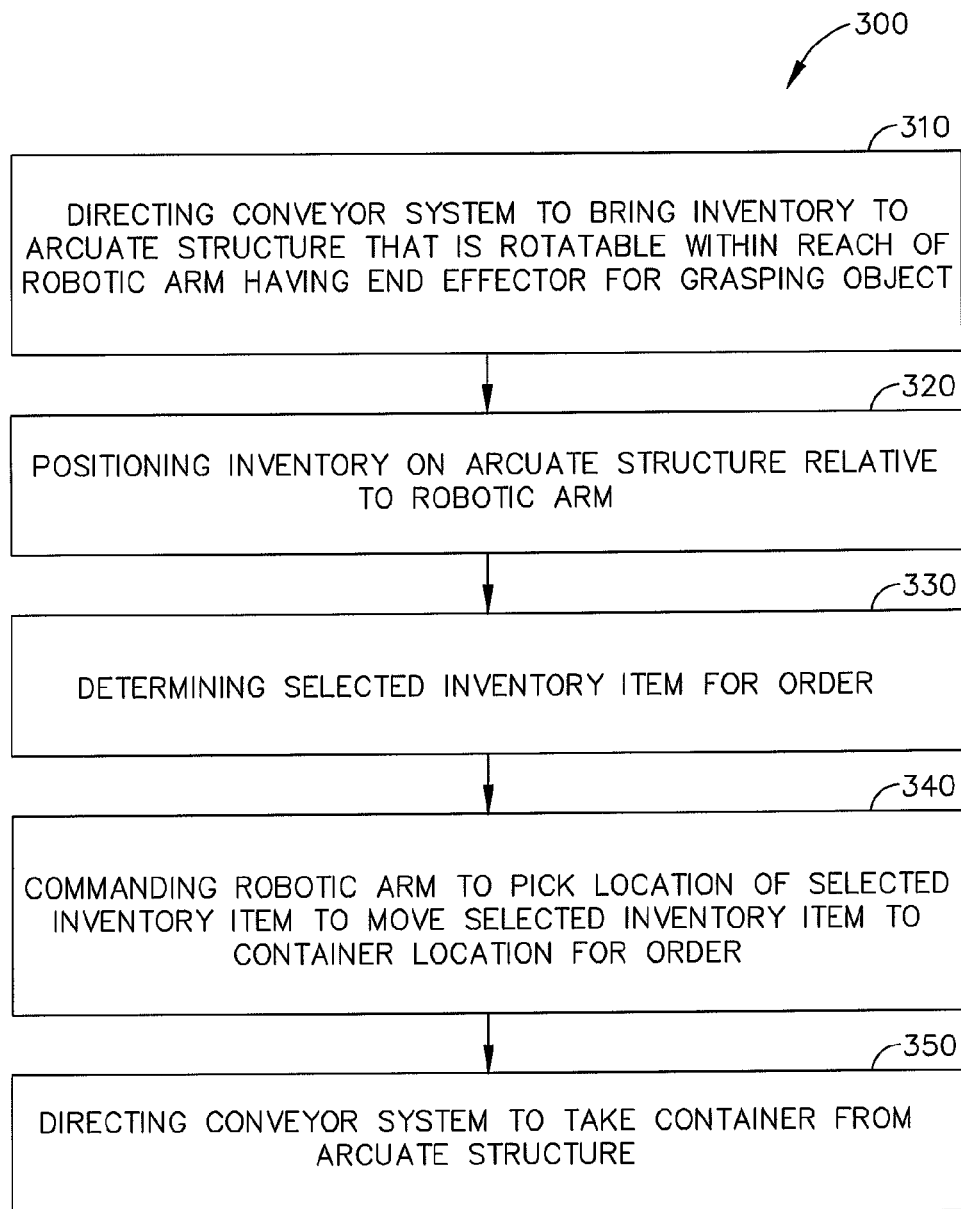 300
310
DIRECTING CONVEYOR SYSTEM TO BRING INVENTORY TO
ARCUATE STRUCTURE THAT IS ROTATABLE WITHIN REACH OF
ROBOTIC ARM HAVING END EFFECTOR FOR GRASPING OBJECT
320
POSITIONING INVENTORY ON ARCUATE STRUCTURE RELATIVE
TO ROBOTIC ARM
330
DETERMINING SELECTED INVENTORY ITEM FOR ORDER
340
COMMANDING ROBOTIC ARM TO PICK LOCATION OF SELECTED
INVENTORY ITEM TO MOVE SELECTED INVENTORY ITEM TO
CONTAINER LOCATION FOR ORDER
350
DIRECTING CONVEYOR SYSTEM TO TAKE CONTAINER FROM
ARCUATE STRUCTURE